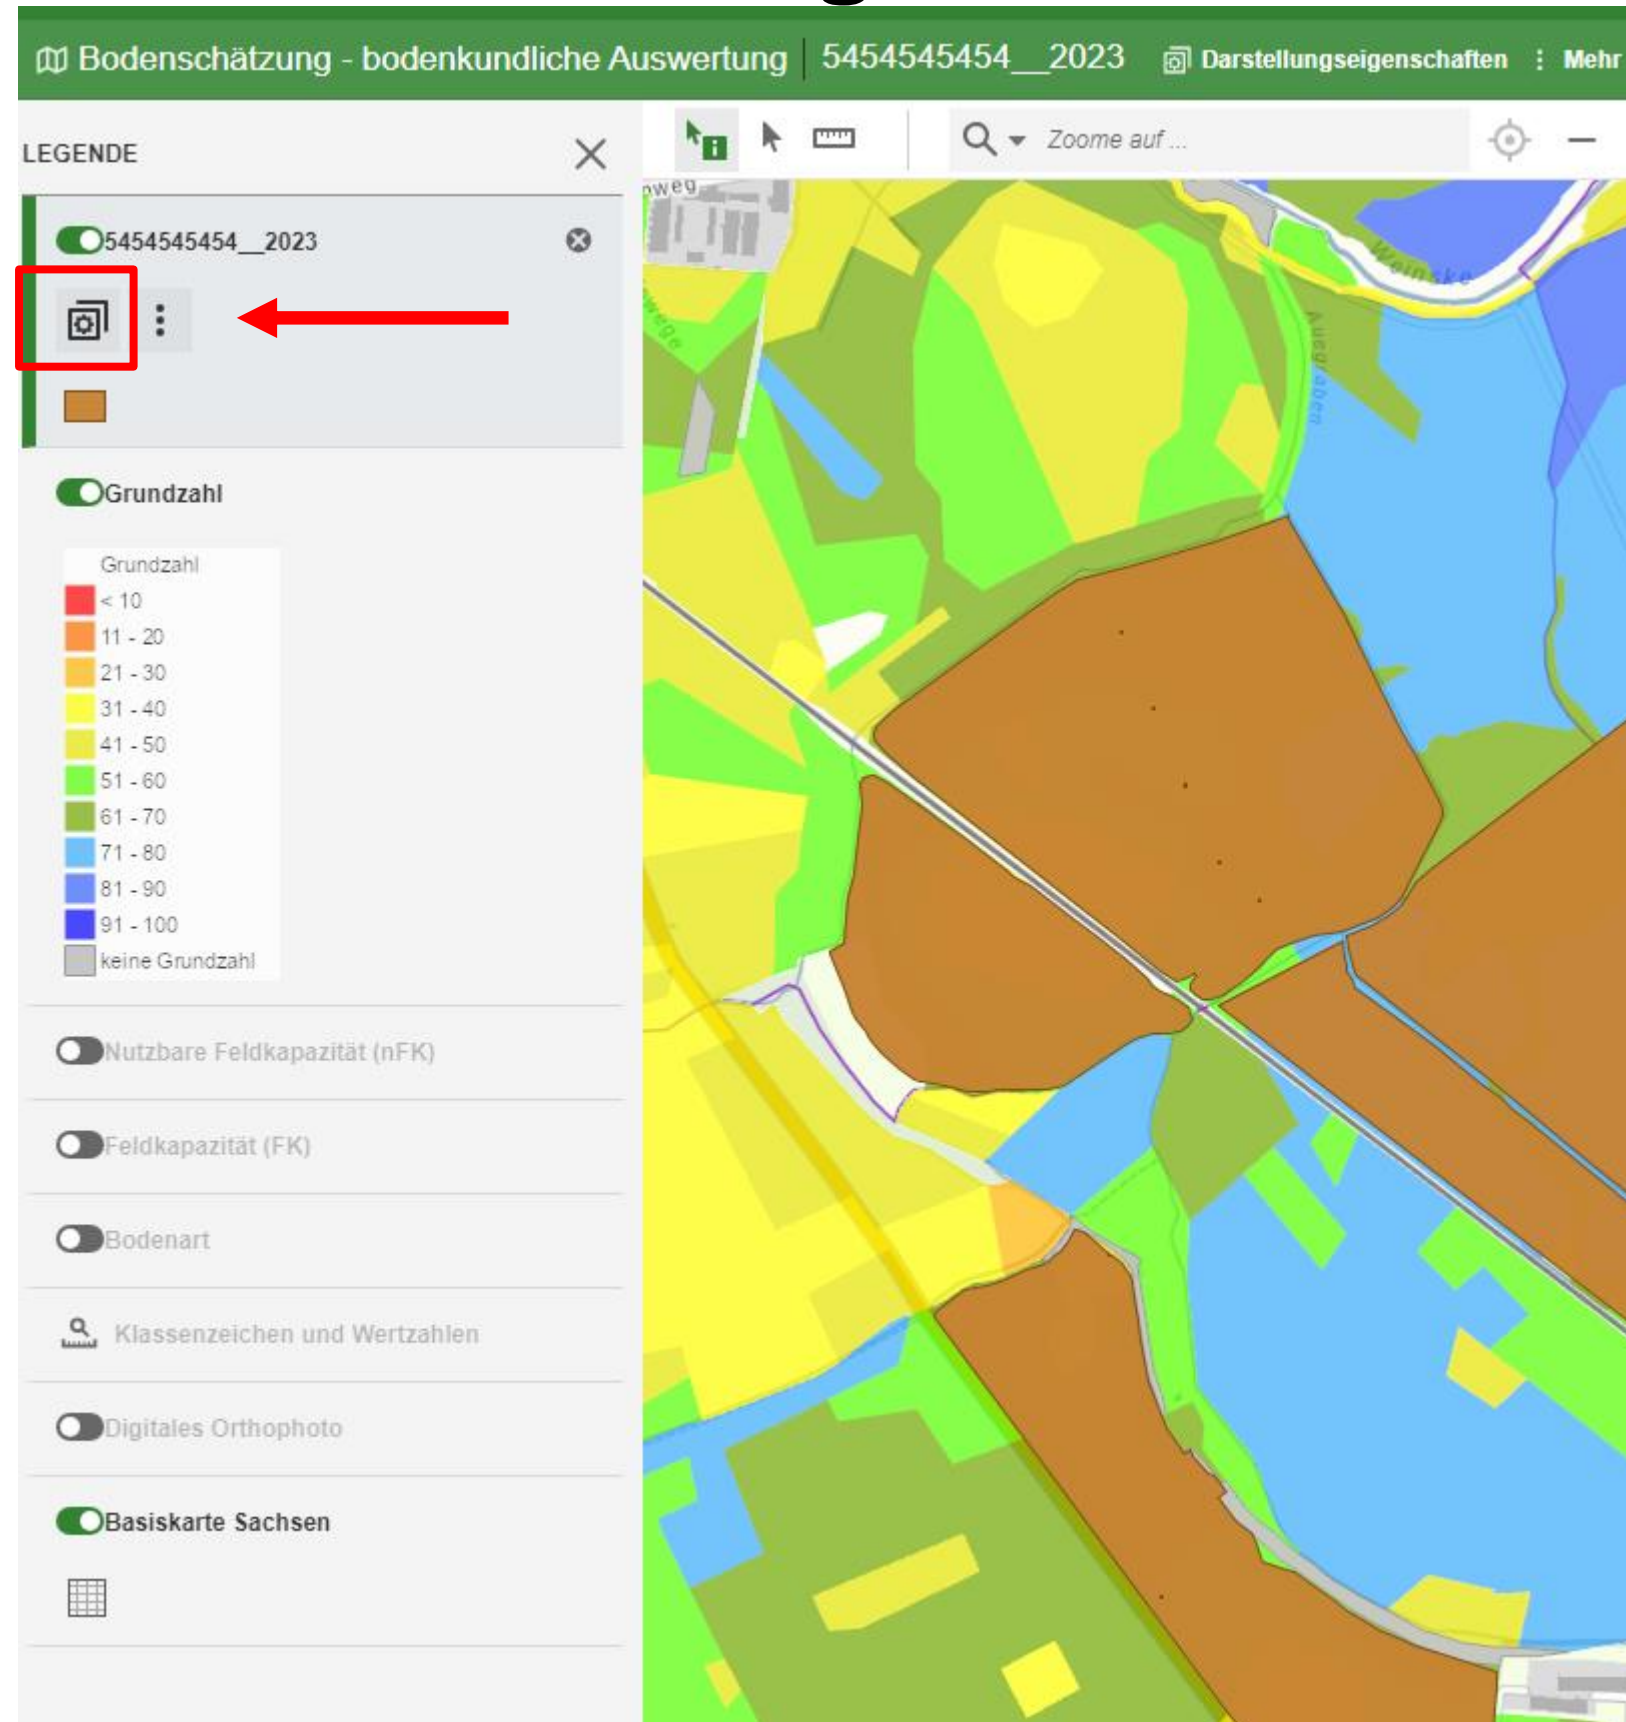 Bodenschätzung - bodenkundliche Auswertung 5454545454__2023 Darstellungseigenschaften Mehr
LEGENDE
Zoome auf ...
5454545454__2023
Grundzahl
Grundzahl
< 10
11 - 20
21 - 30
31 - 40
41 - 50
51 - 60
61 - 70
71 - 80
81 - 90
91 - 100
keine Grundzahl
Nutzbare Feldkapazität (nFK)
Feldkapazität (FK)
Bodenart
Klassenzeichen und Wertzahlen
Digitales Orthophoto
Basiskarte Sachsen
Weinske
Auegraben